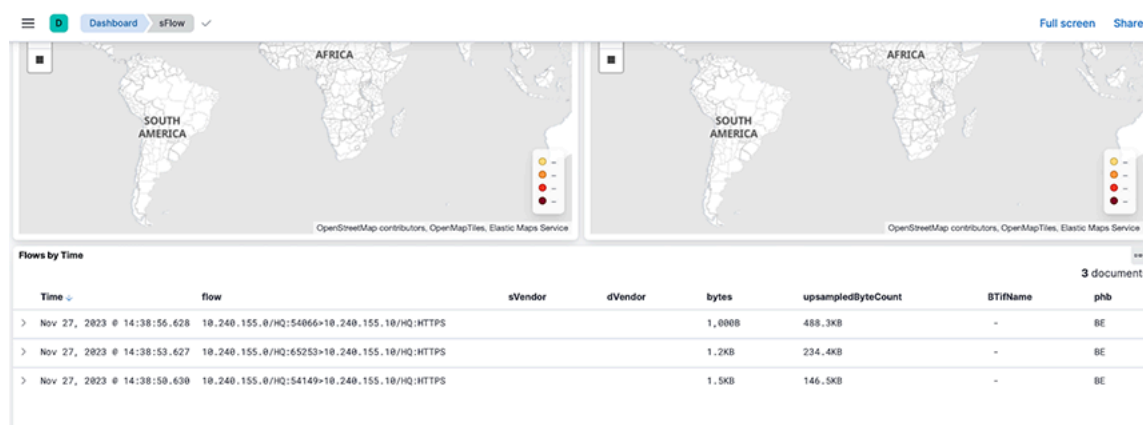 D Dashboard sFlow Full screen Share
AFRICA AFRICA
SOUTH SOUTH
AMERICA AMERICA
OpenStreetMap contributors, OpenMapTiles, Elastic Maps Service OpenStreetMap contributors, OpenMapTiles, Elastic Maps Service
Flows by Time
3 document
Time flow sVendor dVendor bytes upsampledByteCount BTifName phb
Nov 27, 2023 @ 14:38:56.628 10.240.155.0/HQ:54066>10.240.155.10/HQ:HTTPS 1,000B 488.3KB - BE
Nov 27, 2023 @ 14:38:53.627 10.240.155.0/HQ:65253>10.240.155.10/HQ:HTTPS 1.2KB 234.4KB - BE
Nov 27, 2023 @ 14:38:50.630 10.240.155.0/HQ:54149>10.240.155.10/HQ:HTTPS 1.5KB 146.5KB - BE